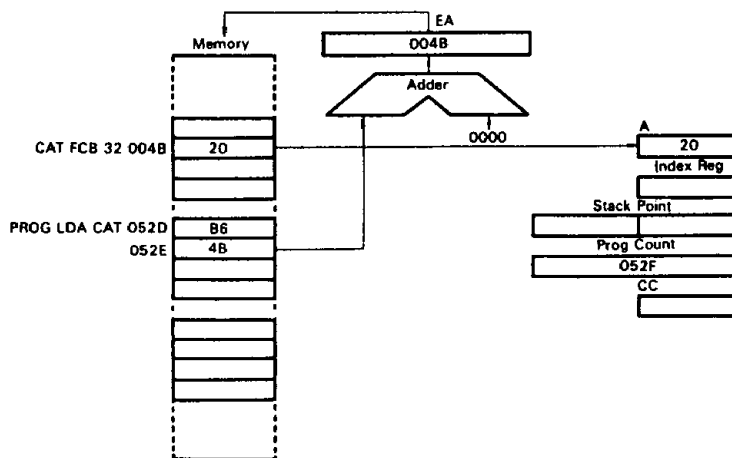 EA
Memory
004B
Adder
0000
A
CAT FCB 32 004B
20
20
Index Reg
Stack Point
PROG LDA CAT 052D
B6
Prog Count
052E
4B
052F
CC